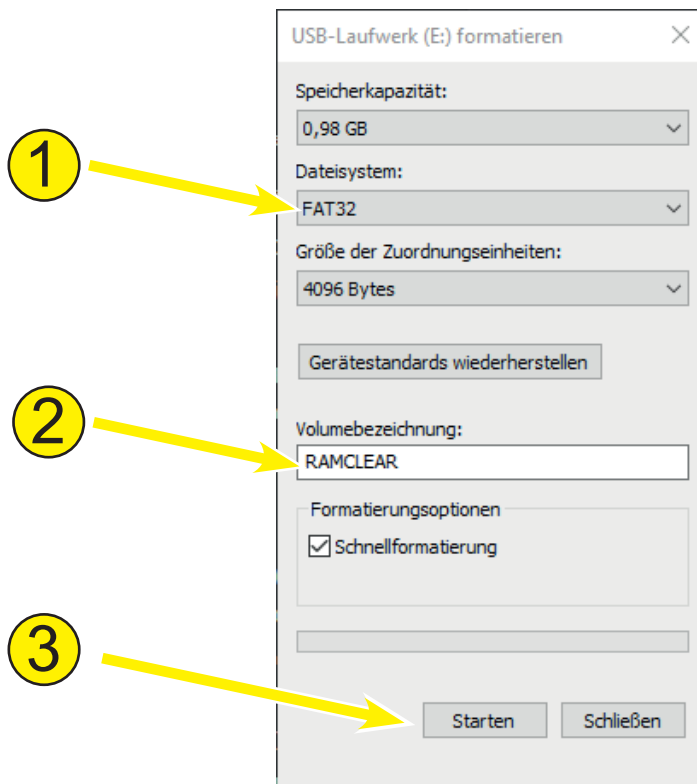 USB-Laufwerk (E:) formatieren
Speicherkapazität:
0,98 GB
1
Dateisystem:
FAT32
Größe der Zuordnungseinheiten:
4096 Bytes
Gerätestandards wiederherstellen
2
Volumebezeichnung:
RAMCLEAR
Formatierungsoptionen
Schnellformatierung
3
Starten Schließen